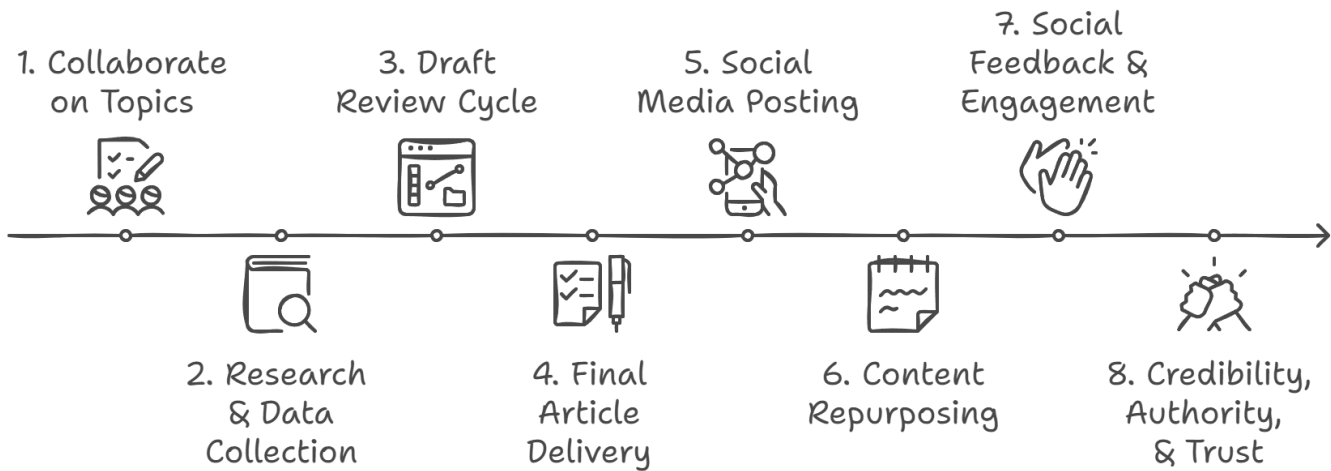 1. Collaborate
on Topics
2. Research
& Data
Collection
3. Draft
Review Cycle
4. Final
Article
Delivery
5. Social
Media Posting
6. Content
Repurposing
7. Social
Feedback &
Engagement
8. Credibility,
Authority,
& Trust